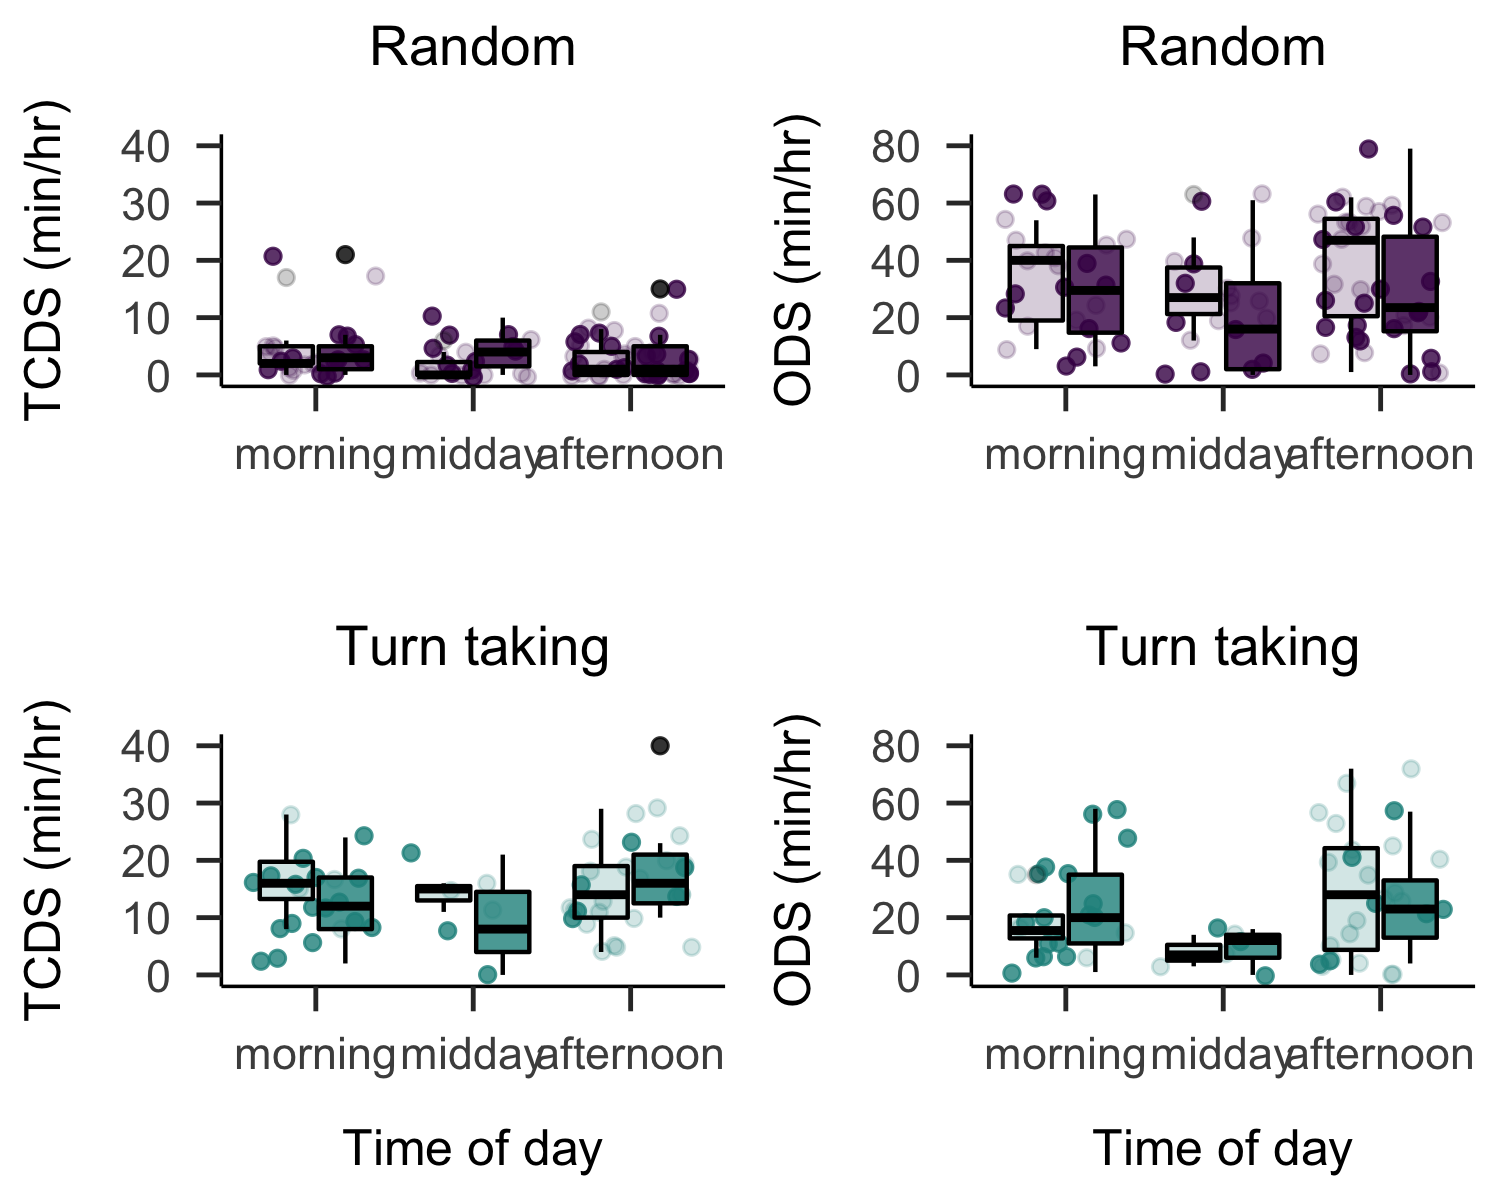 Random
TCDS (min/hr)
40
30
20
10
0
morning midday afternoon
Random
ODS (min/hr)
80
60
40
20
0
morning midday afternoon
Turn taking
TCDS (min/hr)
40
30
20
10
0
morning midday afternoon
Time of day
Turn taking
ODS (min/hr)
80
60
40
20
0
morning midday afternoon
Time of day